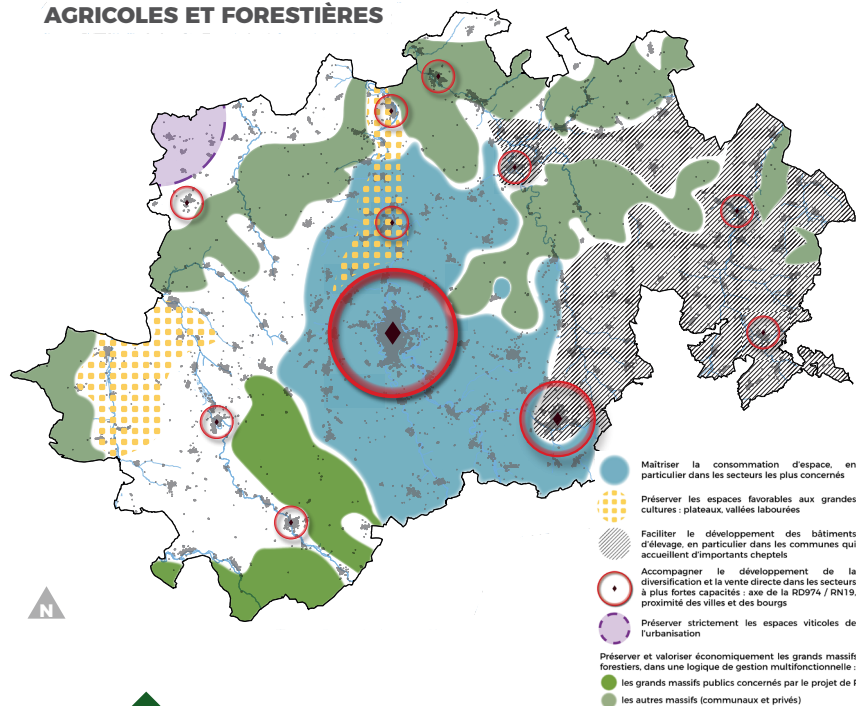 AGRICOLES ET FORESTIÈRES
Maîtriser la consommation d'espace, en
particulier dans les secteurs les plus concernés
Préserver les espaces favorables aux grandes
cultures : plateaux, vallées labourées
Faciliter le développement des bâtiments
d'élevage, en particulier dans les communes qui
accueillent d'importants cheptels
Accompagner le développement de la
diversification et la vente directe dans les secteurs
à plus fortes capacités : axe de la RD974 / RN19,
proximité des villes et des bourgs
Préserver strictement les espaces viticoles de
l'urbanisation
Préserver et valoriser économiquement les grands massifs
forestiers, dans une logique de gestion multifonctionnelle :
les grands massifs publics concernés par le projet de P
les autres massifs (communaux et privés)
N